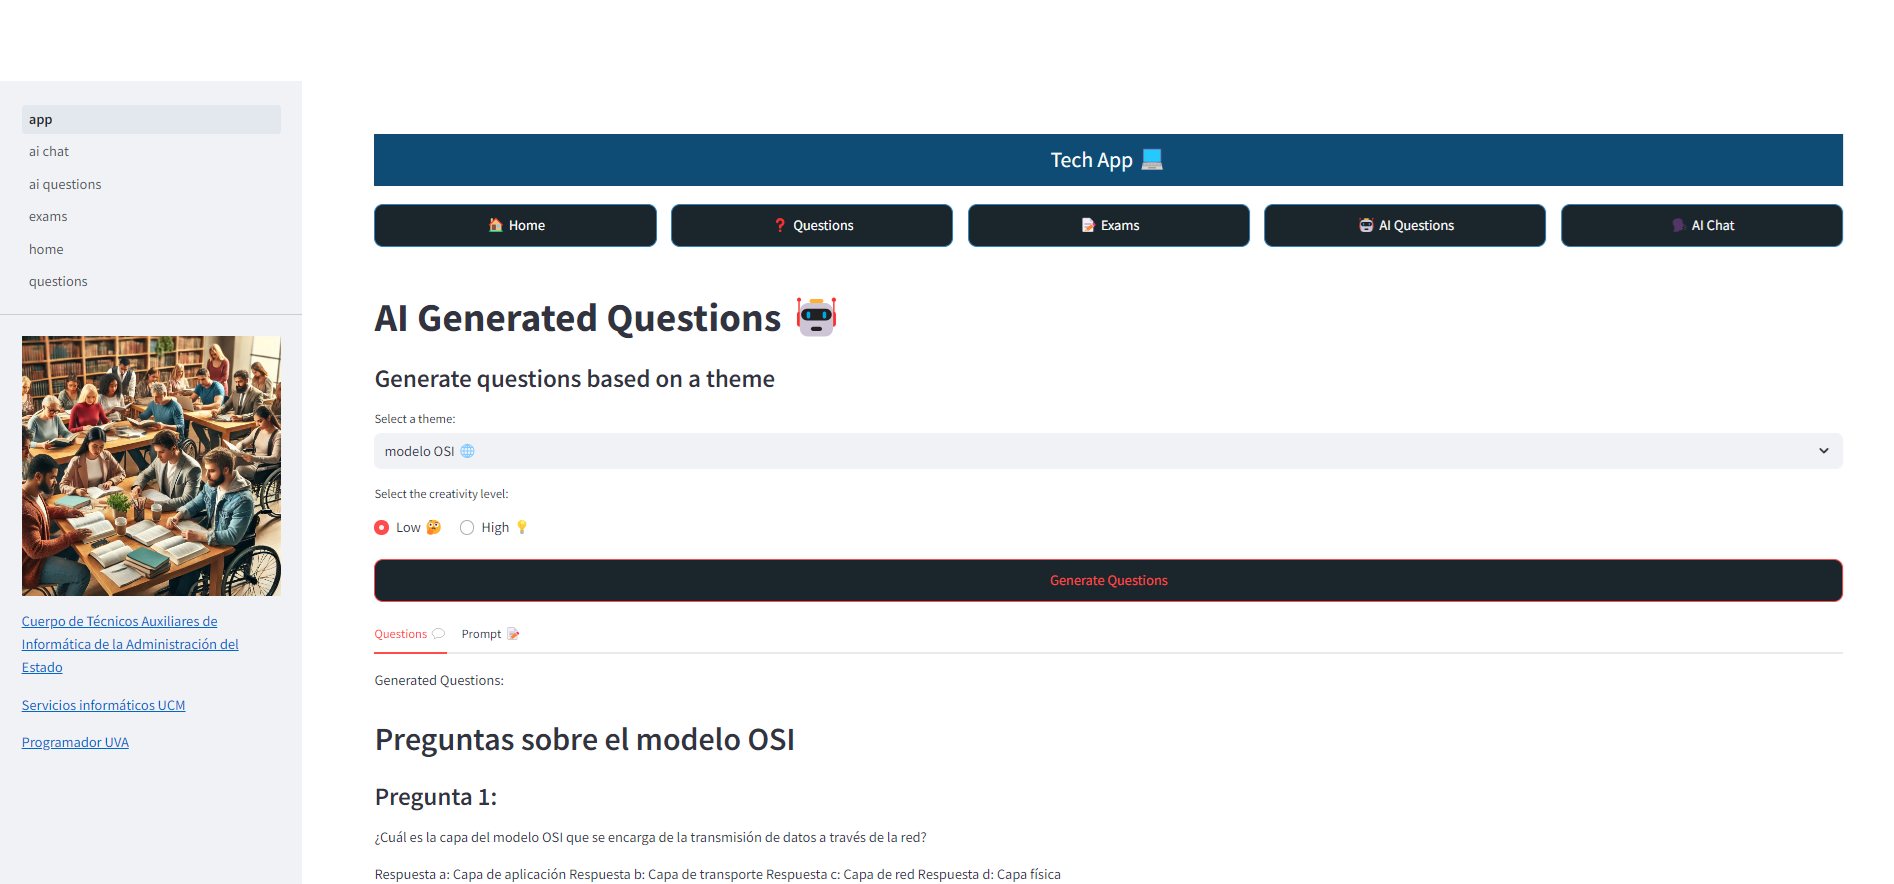 app
ai chat
ai questions
exams
home
questions
Cuerpo de Técnicos Auxiliares de
Informática de la Administración del
Estado
Servicios informáticos UCM
Programador UVA
Tech App
Home
Questions
Exams
AI Questions
AI Chat
AI Generated Questions
Generate questions based on a theme
Select a theme:
modelo OSI
Select the creativity level:
Low
High
Generate Questions
Questions
Prompt
Generated Questions:
Preguntas sobre el modelo OSI
Pregunta 1:
¿Cuál es la capa del modelo OSI que se encarga de la transmisión de datos a través de la red?
Respuesta a: Capa de aplicación Respuesta b: Capa de transporte Respuesta c: Capa de red Respuesta d: Capa física